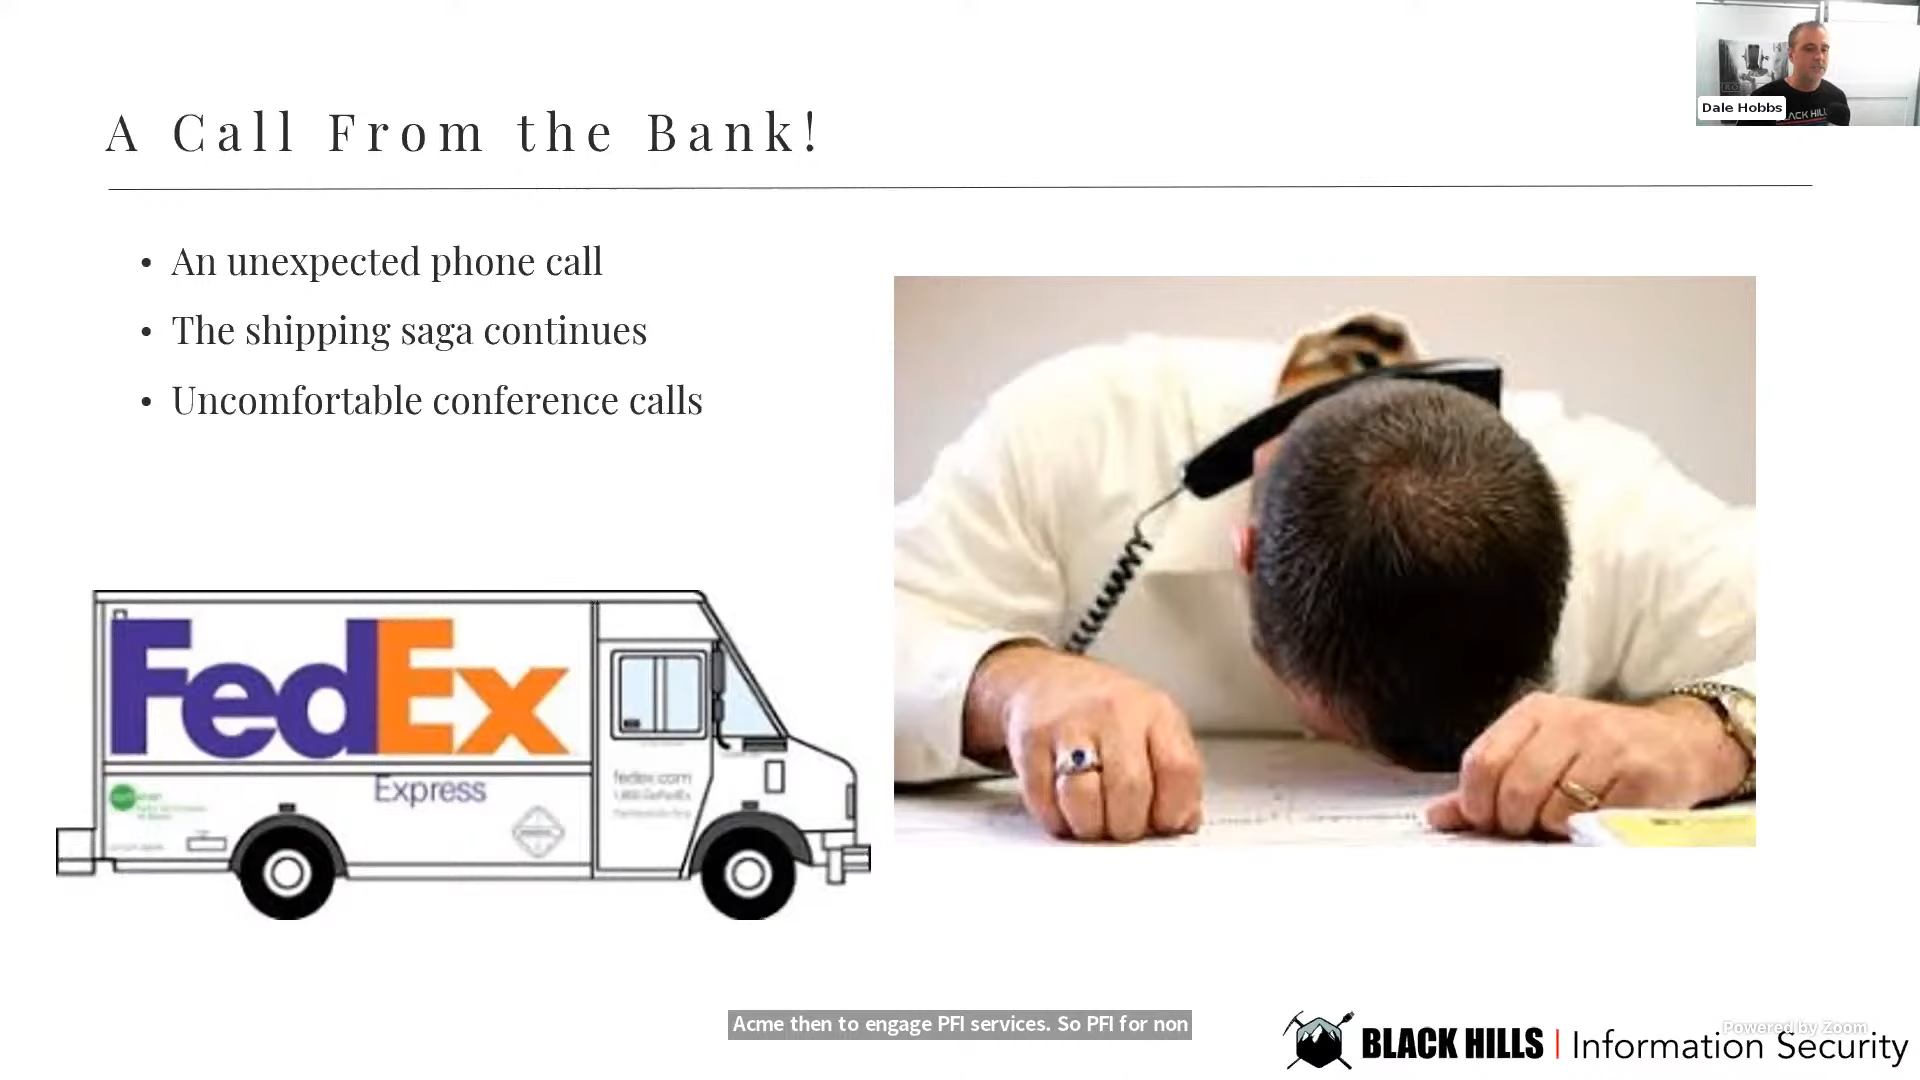 Dale Hobbs
BLACK HILL
A Call From the Bank!
• An unexpected phone call
• The shipping saga continues
• Uncomfortable conference calls
FedEx
Express
fedex.com
Acme then to engage PFI services. So PFI for non
BLACK HILLS | Information Security
Powered by Zoom